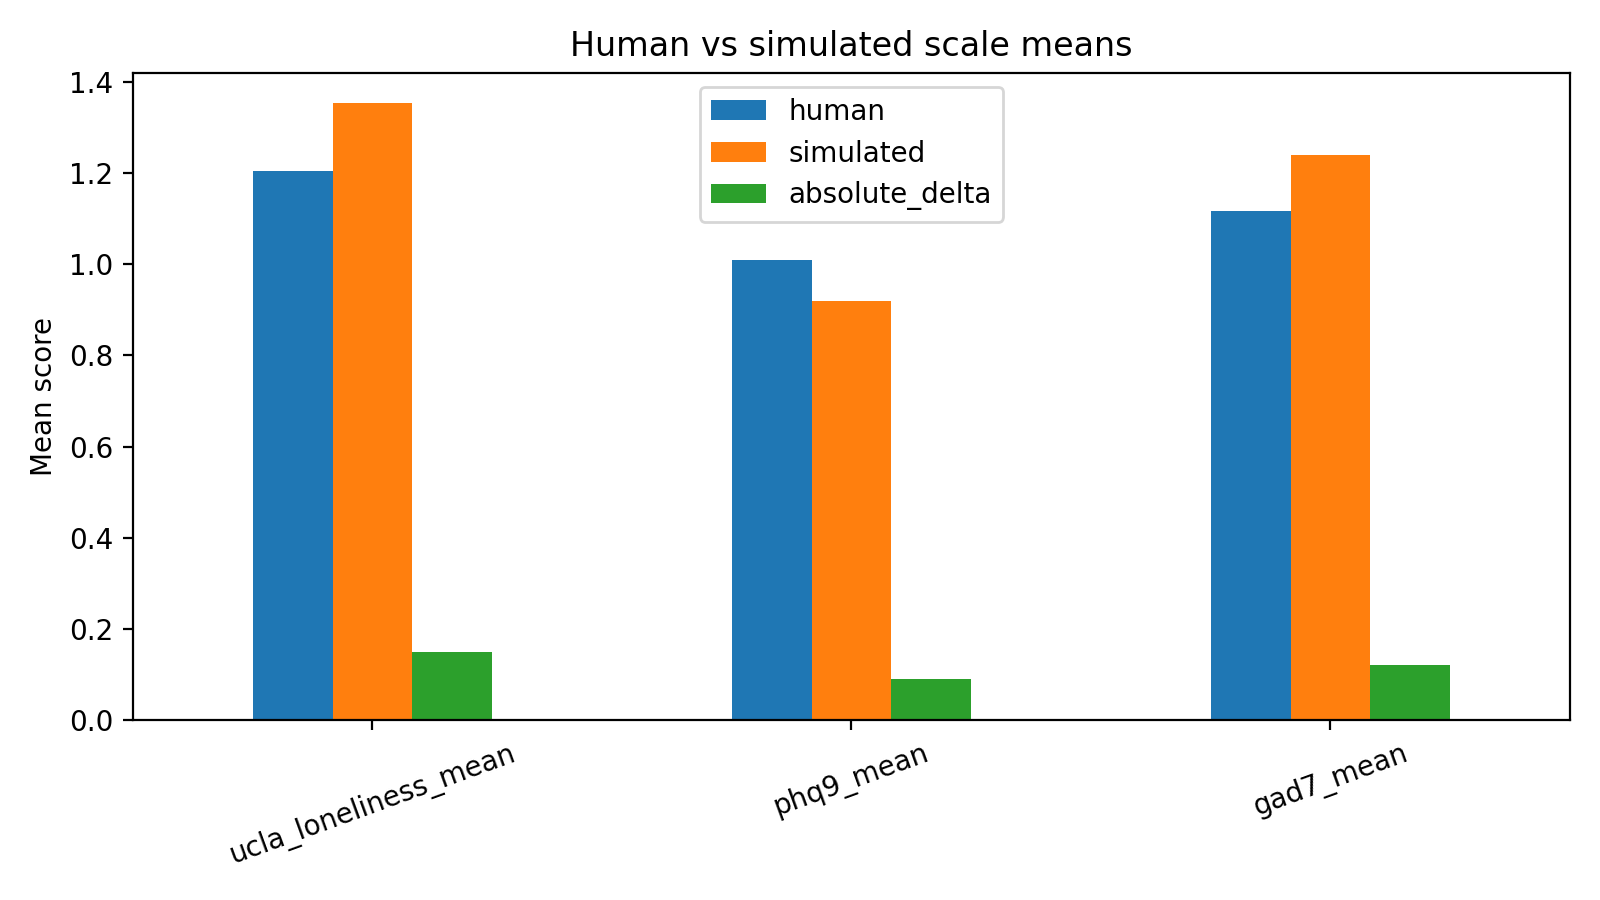 Human vs simulated scale means
human
simulated
absolute_delta
Mean score
1.4
1.2
1.0
0.8
0.6
0.4
0.2
0.0
ucla_loneliness_mean
phq9_mean
gad7_mean